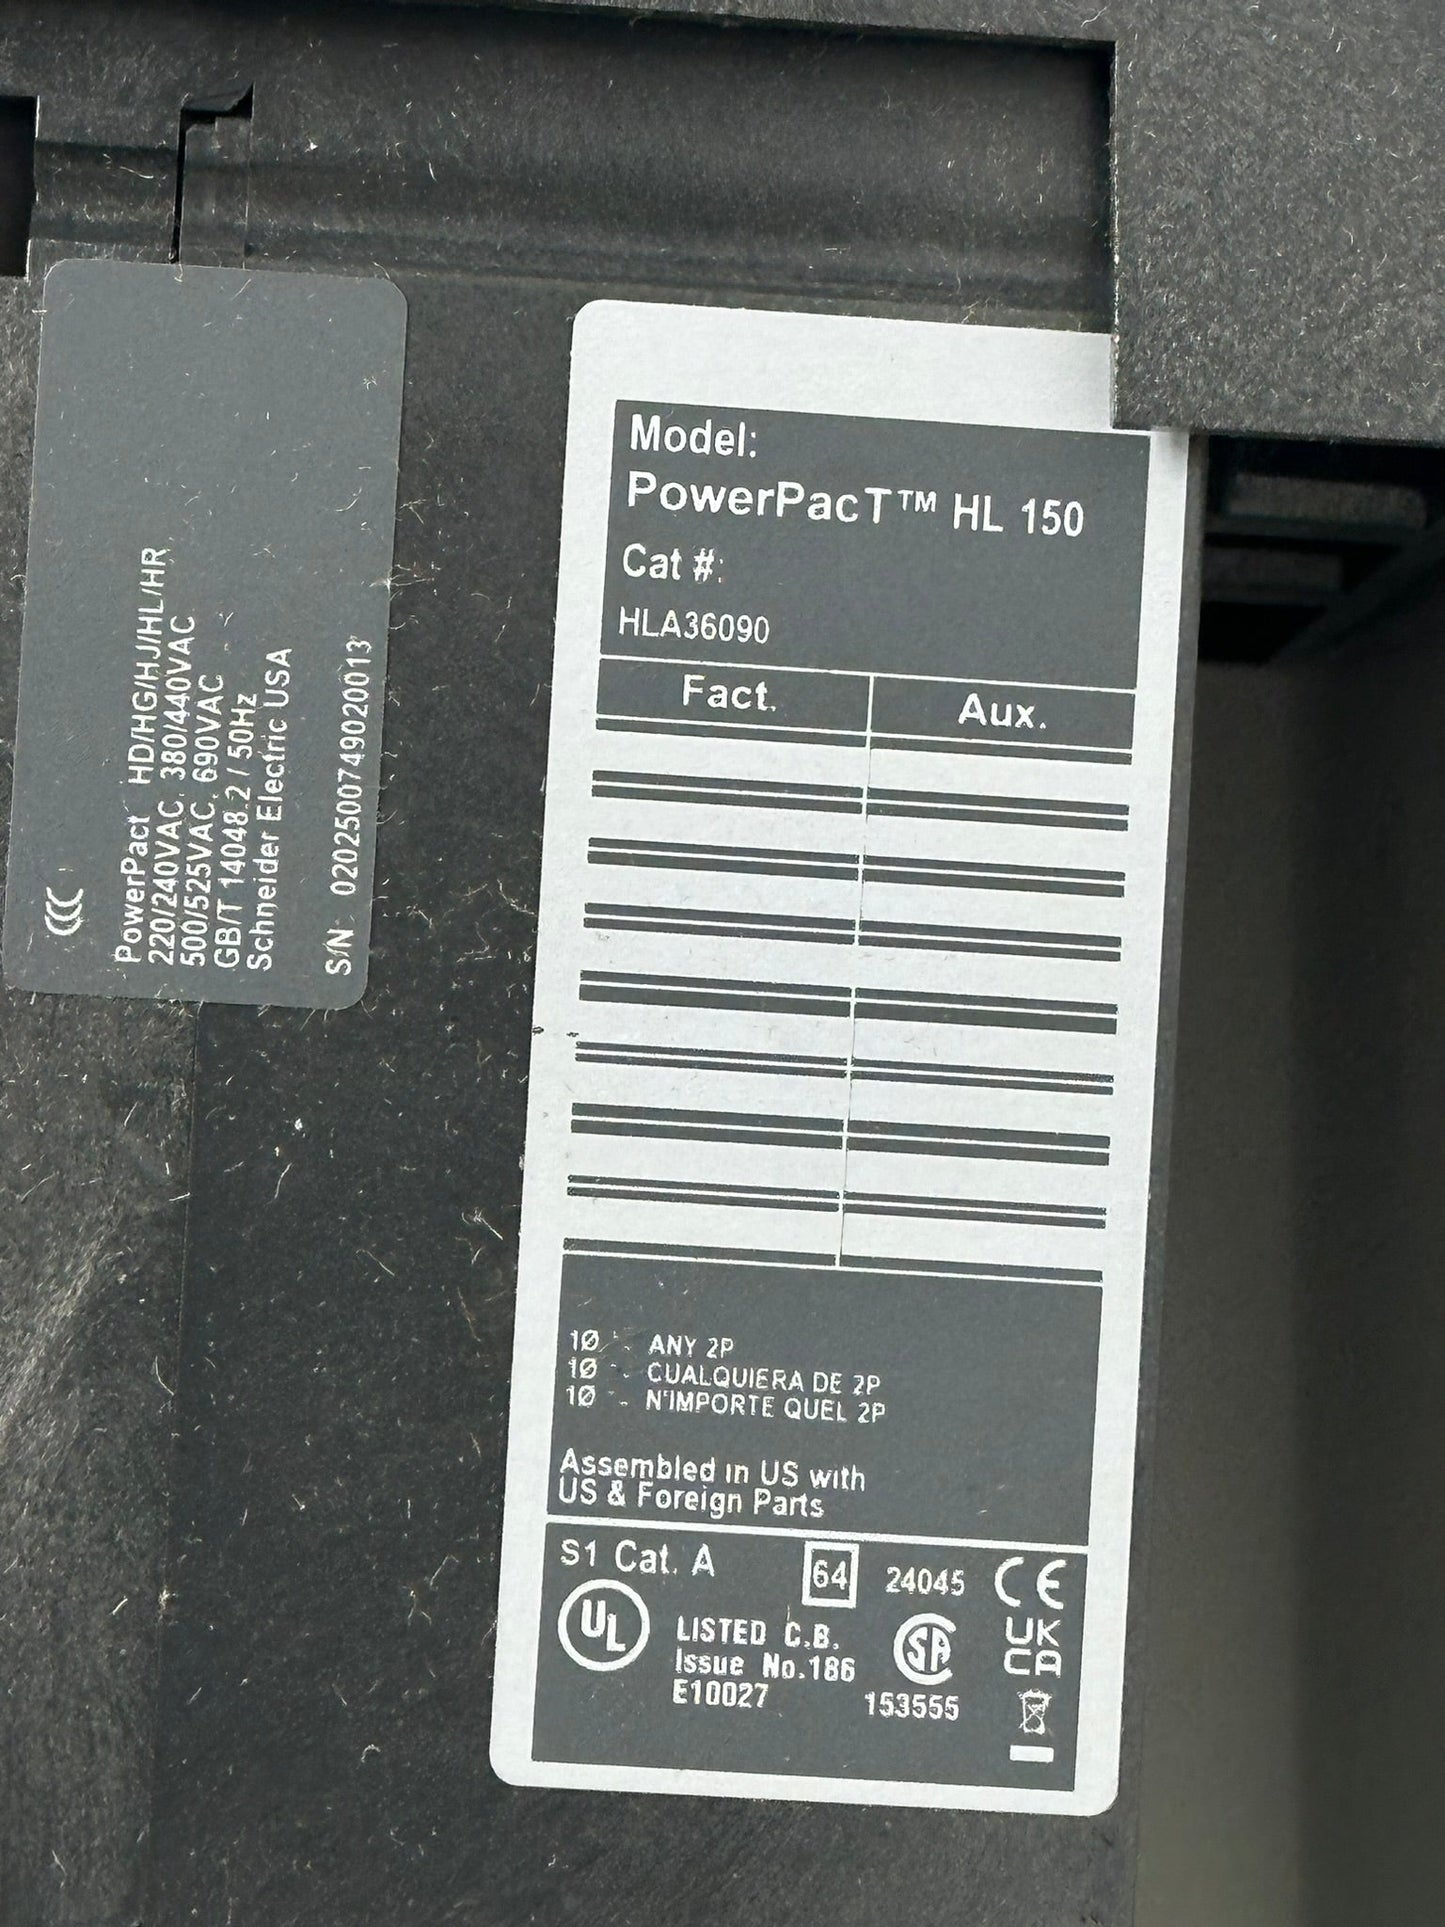 CCC
PowerPact HD/HG/HJ/HL/HR
220/240VAC, 380/440VAC
500/525VAC, 690VAC
GB/T 14048.2 / 50Hz
Schneider Electric USA
S/N: 0202500749020013
Model:
PowerPacT™ HL 150
Cat #:
HLA36090
Fact. Aux.
1Ø - ANY 2P
1Ø - CUALQUIERA DE 2P
1Ø - N'IMPORTE QUEL 2P
Assembled in US with
US & Foreign Parts
S1 Cat. A 64 24045 CE
UL LISTED C.B. SA UK
CA
Issue No.186
E10027 153555